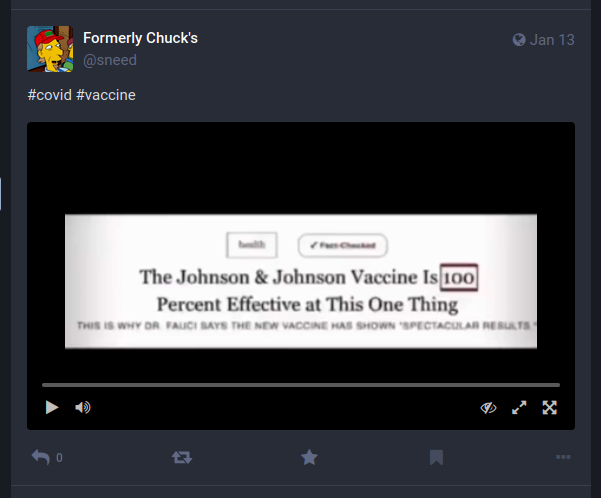 Formerly Chuck's
Jan 13
@sneed
#covid #vaccine
health
✓ Fact-Checked
The Johnson & Johnson Vaccine Is 100
Percent Effective at This One Thing
THIS IS WHY DR. FAUCI SAYS THE NEW VACCINE HAS SHOWN "SPECTACULAR RESULTS."
0